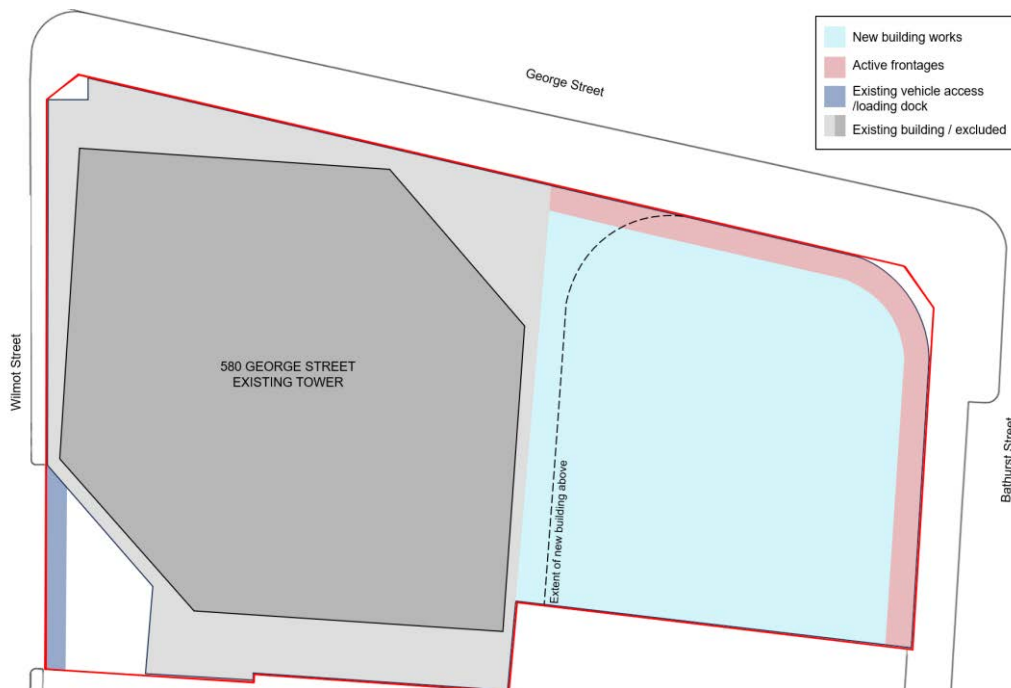 New building works
Active frontages
Existing vehicle access
/loading dock
Existing building / excluded
George Street
Wilmot Street
580 GEORGE STREET
EXISTING TOWER
Extent of new building above
Bathurst Street